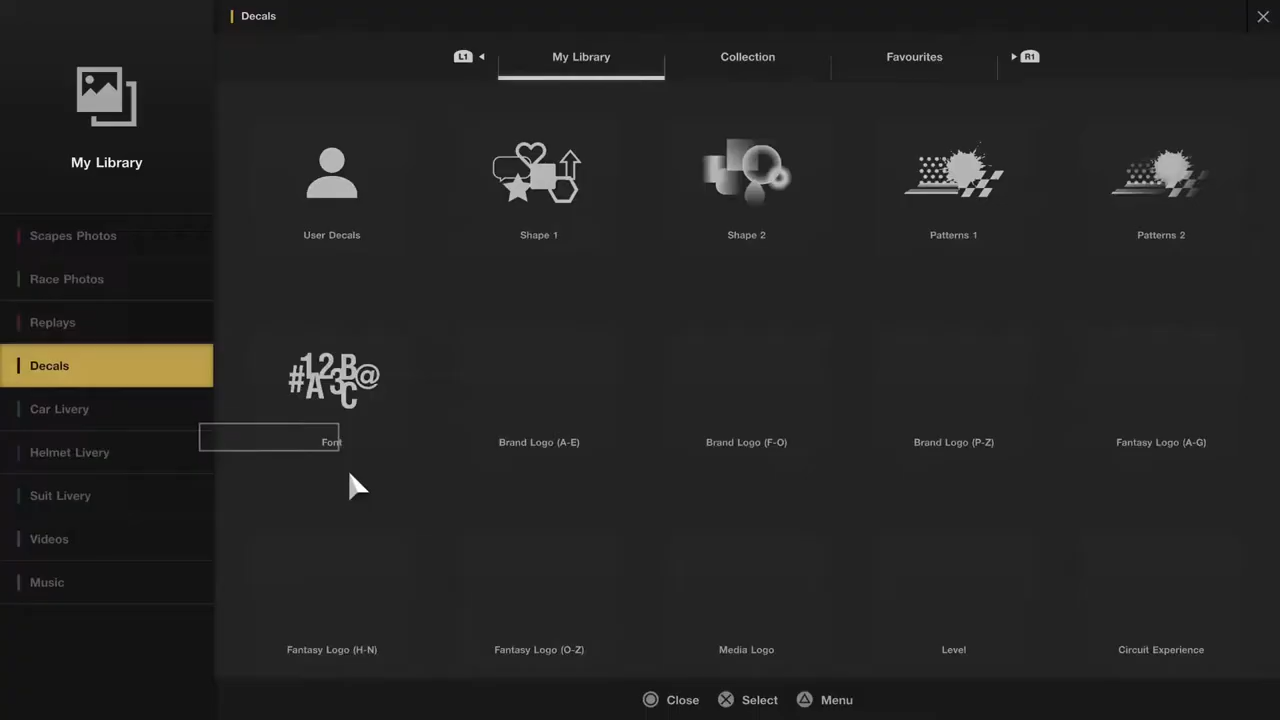 Decals
L1
My Library
Collection
Favourites
R1
My Library
Scapes Photos
Race Photos
Replays
Decals
Car Livery
Helmet Livery
Suit Livery
Videos
Music
User Decals
Shape 1
Shape 2
Patterns 1
Patterns 2
#123ABC@
Font
Brand Logo (A-E)
Brand Logo (F-O)
Brand Logo (P-Z)
Fantasy Logo (A-G)
Fantasy Logo (H-N)
Fantasy Logo (O-Z)
Media Logo
Level
Circuit Experience
Close
Select
Menu